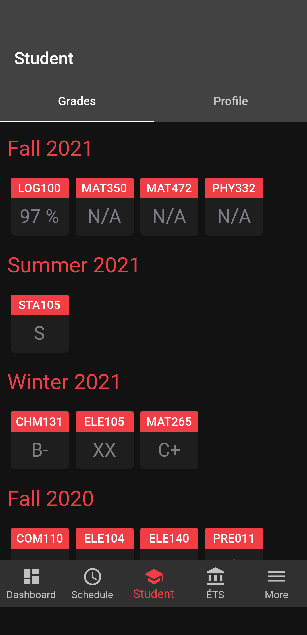 Student
Grades Profile
Fall 2021
LOG100 MAT350 MAT472 PHY332
97 % N/A N/A N/A
Summer 2021
STA105
S
Winter 2021
CHM131 ELE105 MAT265
B- XX C+
Fall 2020
COM110 ELE104 ELE140 PRE011
Dashboard Schedule Student ÉTS More